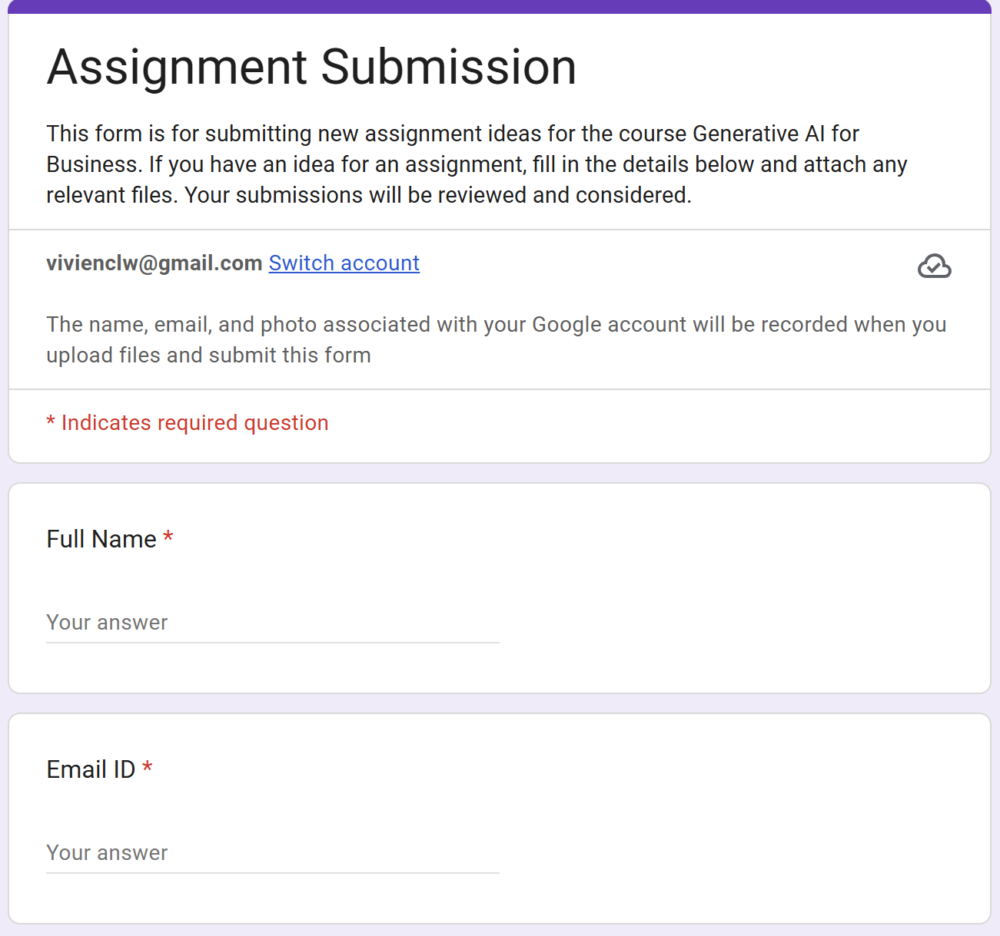 Assignment Submission
This form is for submitting new assignment ideas for the course Generative AI for
Business. If you have an idea for an assignment, fill in the details below and attach any
relevant files. Your submissions will be reviewed and considered.
vivienclw@gmail.com Switch account
The name, email, and photo associated with your Google account will be recorded when you
upload files and submit this form
* Indicates required question
Full Name *
Your answer
Email ID *
Your answer